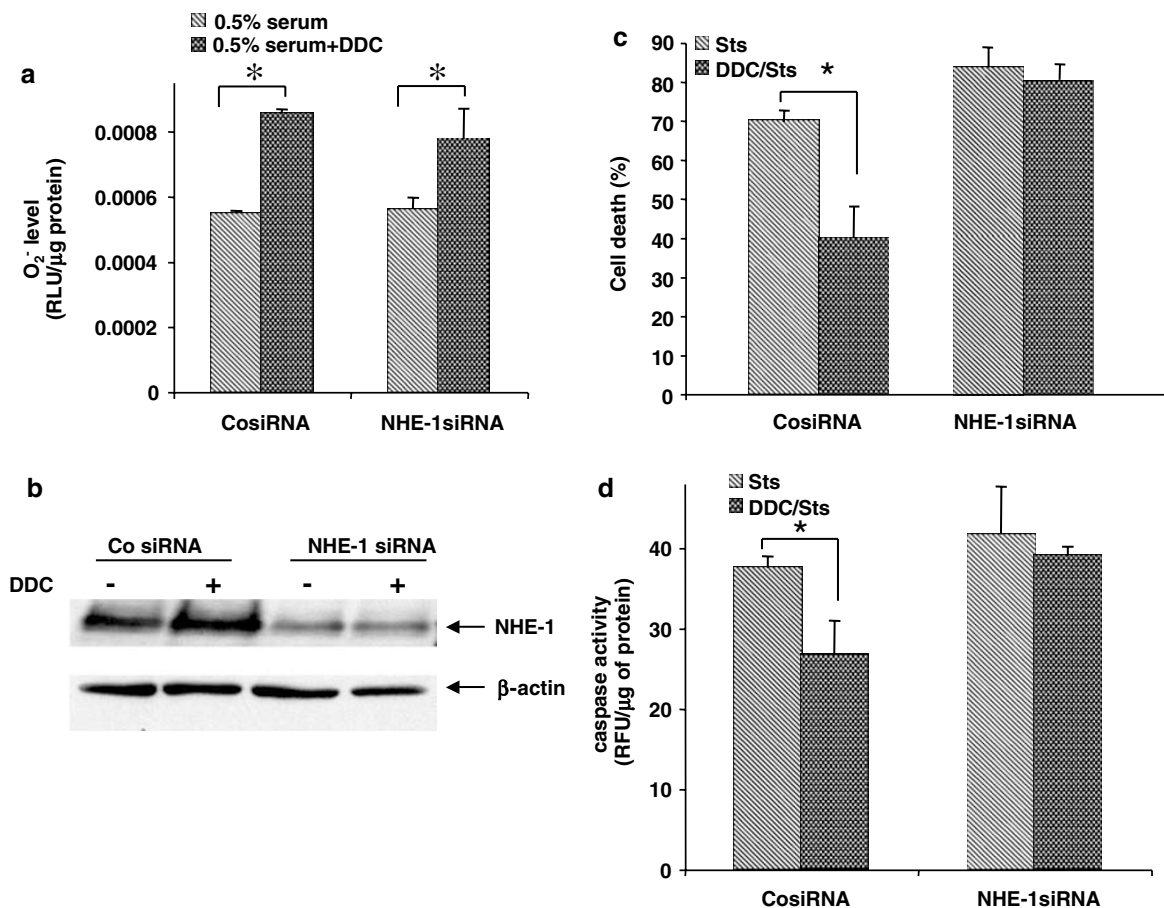 a
0.5% serum
0.5% serum+DDC
*
*
O₂⁻ level
(RLU/µg protein)
0.0008
0.0006
0.0004
0.0002
0
CosiRNA
NHE-1siRNA
b
Co siRNA
NHE-1 siRNA
DDC
-
+
-
+
NHE-1
β-actin
c
Sts
DDC/Sts
*
Cell death (%)
90
80
70
60
50
40
30
20
10
0
CosiRNA
NHE-1siRNA
d
Sts
DDC/Sts
*
caspase activity
(RFU/µg of protein)
40
30
20
10
0
CosiRNA
NHE-1siRNA